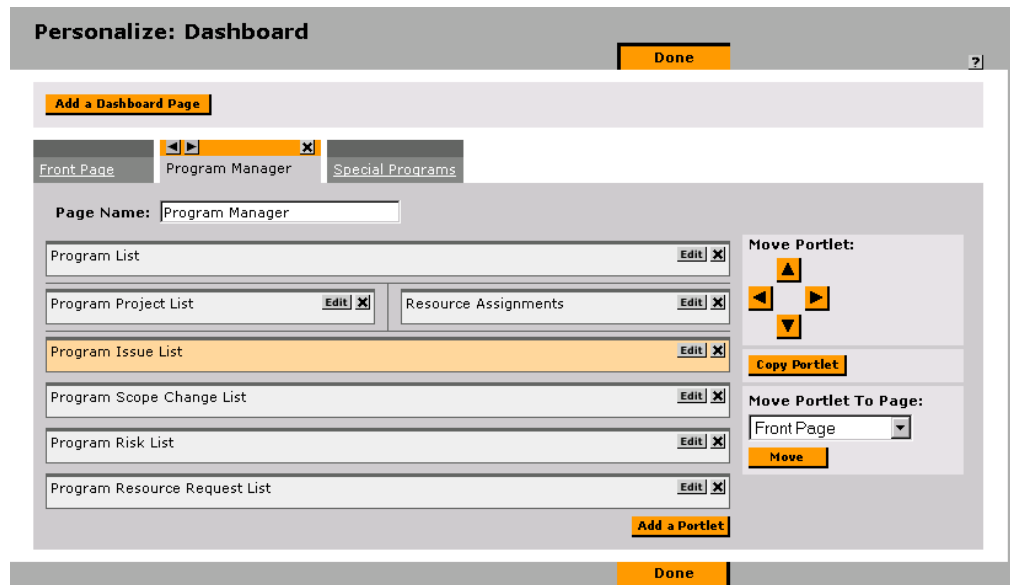 Personalize: Dashboard
Done
?
Add a Dashboard Page
Front Page
Program Manager
Special Programs
Page Name: Program Manager
Program List Edit X
Program Project List Edit X
Resource Assignments Edit X
Program Issue List Edit X
Program Scope Change List Edit X
Program Risk List Edit X
Program Resource Request List Edit X
Add a Portlet
Move Portlet:
Copy Portlet
Move Portlet To Page:
Front Page
Move
Done